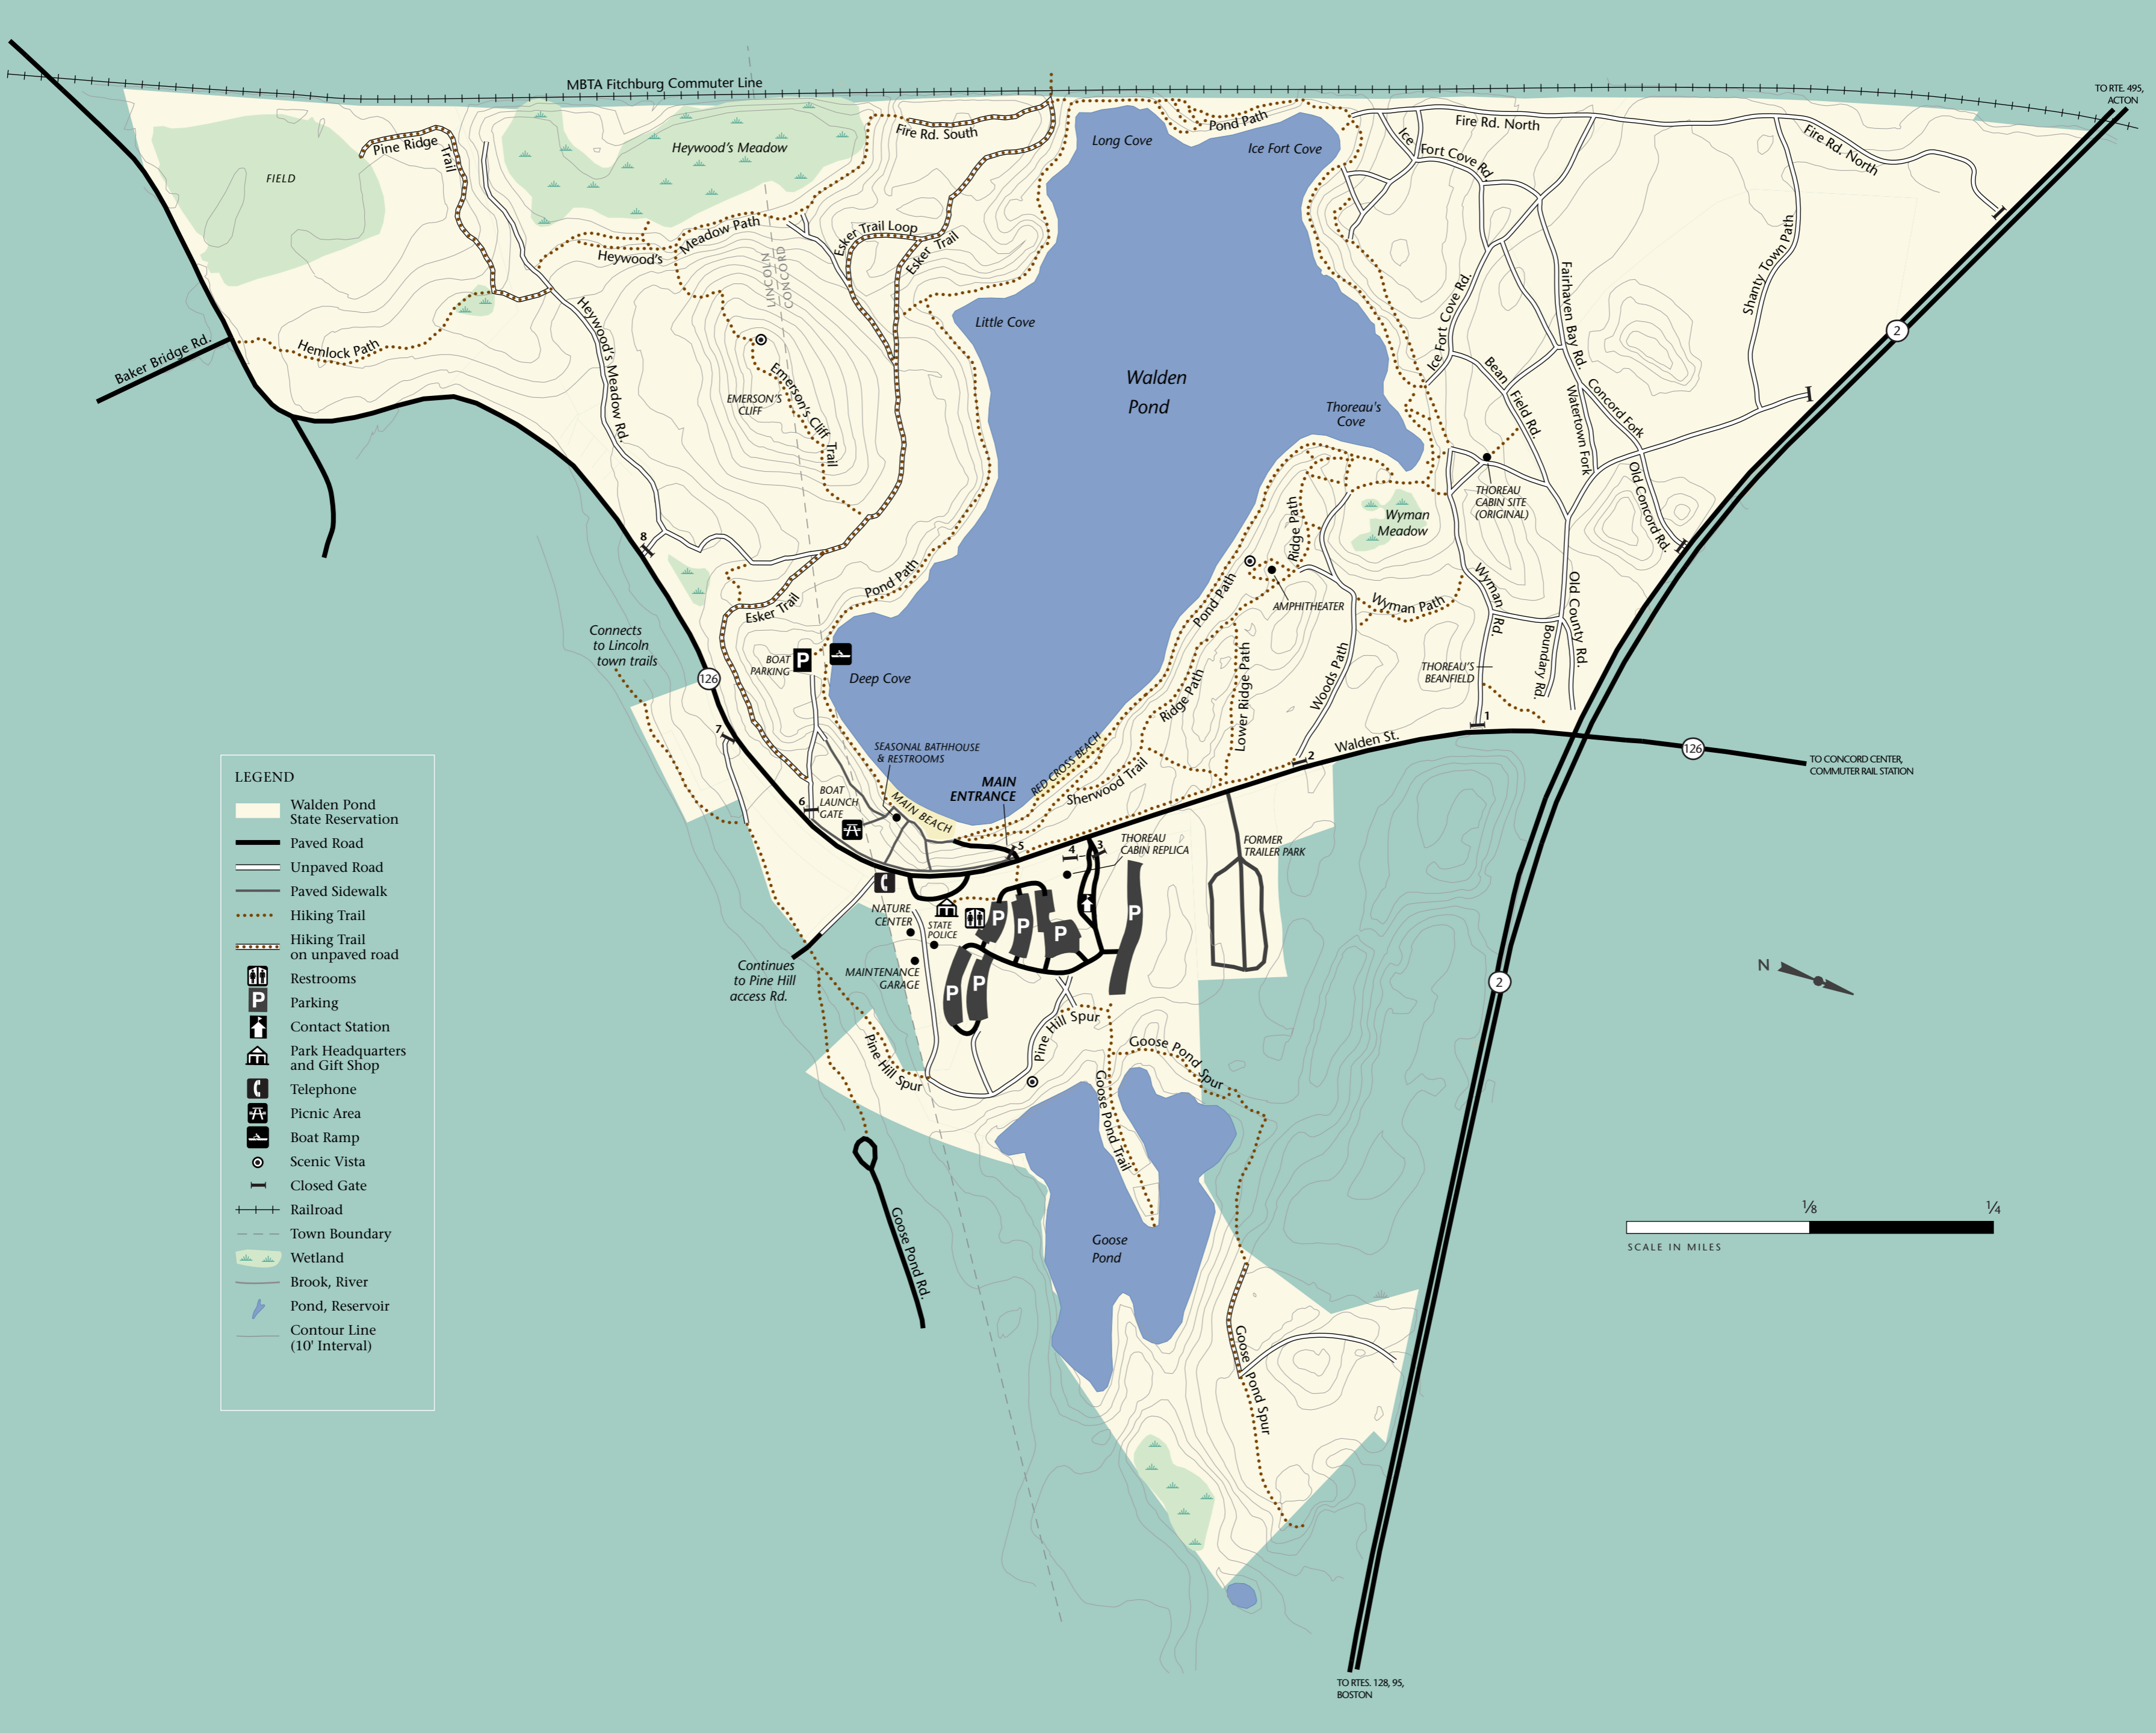 MBTA Fitchburg Commuter Line
TO RTE. 495,
ACTON
Pine Ridge
Trail
FIELD
Heywood's Meadow
Fire Rd. South
Long Cove
Pond Path
Ice Fort Cove
Ice Fort Cove Rd.
Fire Rd. North
Fire Rd. North
Heywood's
Meadow Path
LINCOLN
CONCORD
Esker Trail Loop
Esker Trail
Little Cove
Hemlock Path
Baker Bridge Rd.
Heywood's Meadow Rd.
EMERSON'S
CLIFF
Emerson's Cliff
Trail
Walden
Pond
Thoreau's
Cove
Ice Fort Cove Rd.
Bean Field Rd.
Fairhaven Bay Rd.
Watertown Fork
Concord Fork
Shanty Town Path
2
Old Concord Rd.
THOREAU
CABIN SITE
(ORIGINAL)
Wyman
Meadow
Ridge Path
8
Pond Path
Esker Trail
Connects
to Lincoln
town trails
BOAT
PARKING
P
Deep Cove
126
7
Pond Path
AMPHITHEATER
Wyman Path
Wyman Rd.
Old County Rd.
Boundary Rd.
THOREAU'S
BEANFIELD
1
Ridge Path
Lower Ridge Path
Woods Path
2
Walden St.
126
TO CONCORD CENTER,
COMMUTER RAIL STATION
SEASONAL BATHHOUSE
& RESTROOMS
MAIN
ENTRANCE
RED CROSS BEACH
Sherwood Trail
6
BOAT
LAUNCH
GATE
MAIN BEACH
5
4
3
THOREAU
CABIN REPLICA
FORMER
TRAILER PARK
NATURE
CENTER
STATE
POLICE
P
P
P
P
P
P
MAINTENANCE
GARAGE
Continues
to Pine Hill
access Rd.
Pine Hill Spur
Pine Hill Spur
Goose Pond Spur
Goose Pond Trail
Goose
Pond
Goose Pond Rd.
Goose Pond Spur
2
N
⅛
¼
SCALE IN MILES
TO RTES. 128, 95,
BOSTON
LEGEND
Walden Pond
State Reservation
Paved Road
Unpaved Road
Paved Sidewalk
Hiking Trail
Hiking Trail
on unpaved road
Restrooms
P
Parking
Contact Station
Park Headquarters
and Gift Shop
Telephone
Picnic Area
Boat Ramp
Scenic Vista
Closed Gate
Railroad
Town Boundary
Wetland
Brook, River
Pond, Reservoir
Contour Line
(10' Interval)